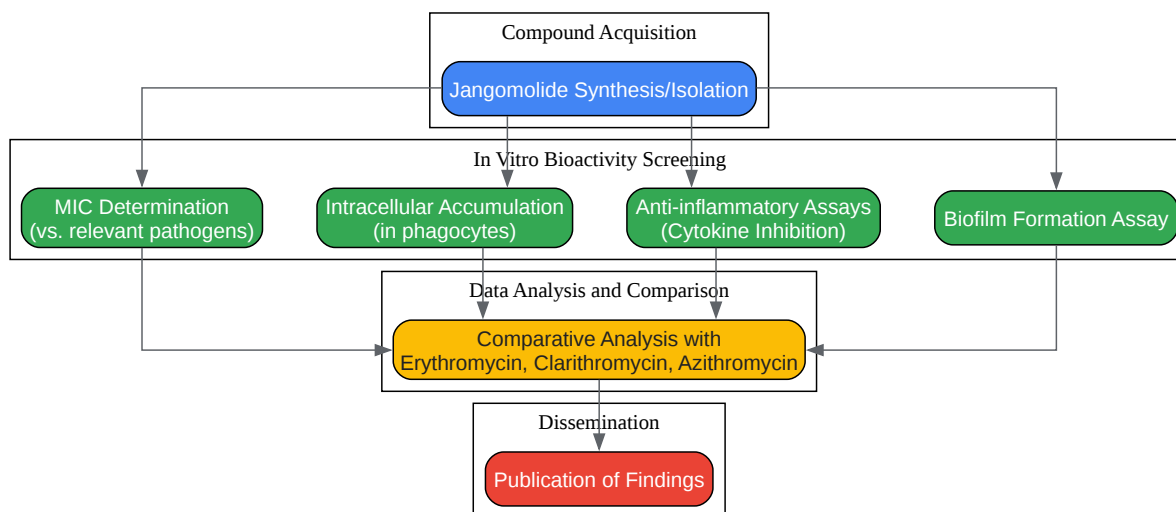 Compound Acquisition
Jangomolide Synthesis/Isolation
In Vitro Bioactivity Screening
MIC Determination
(vs. relevant pathogens)
Intracellular Accumulation
(in phagocytes)
Anti-inflammatory Assays
(Cytokine Inhibition)
Biofilm Formation Assay
Data Analysis and Comparison
Comparative Analysis with
Erythromycin, Clarithromycin, Azithromycin
Dissemination
Publication of Findings